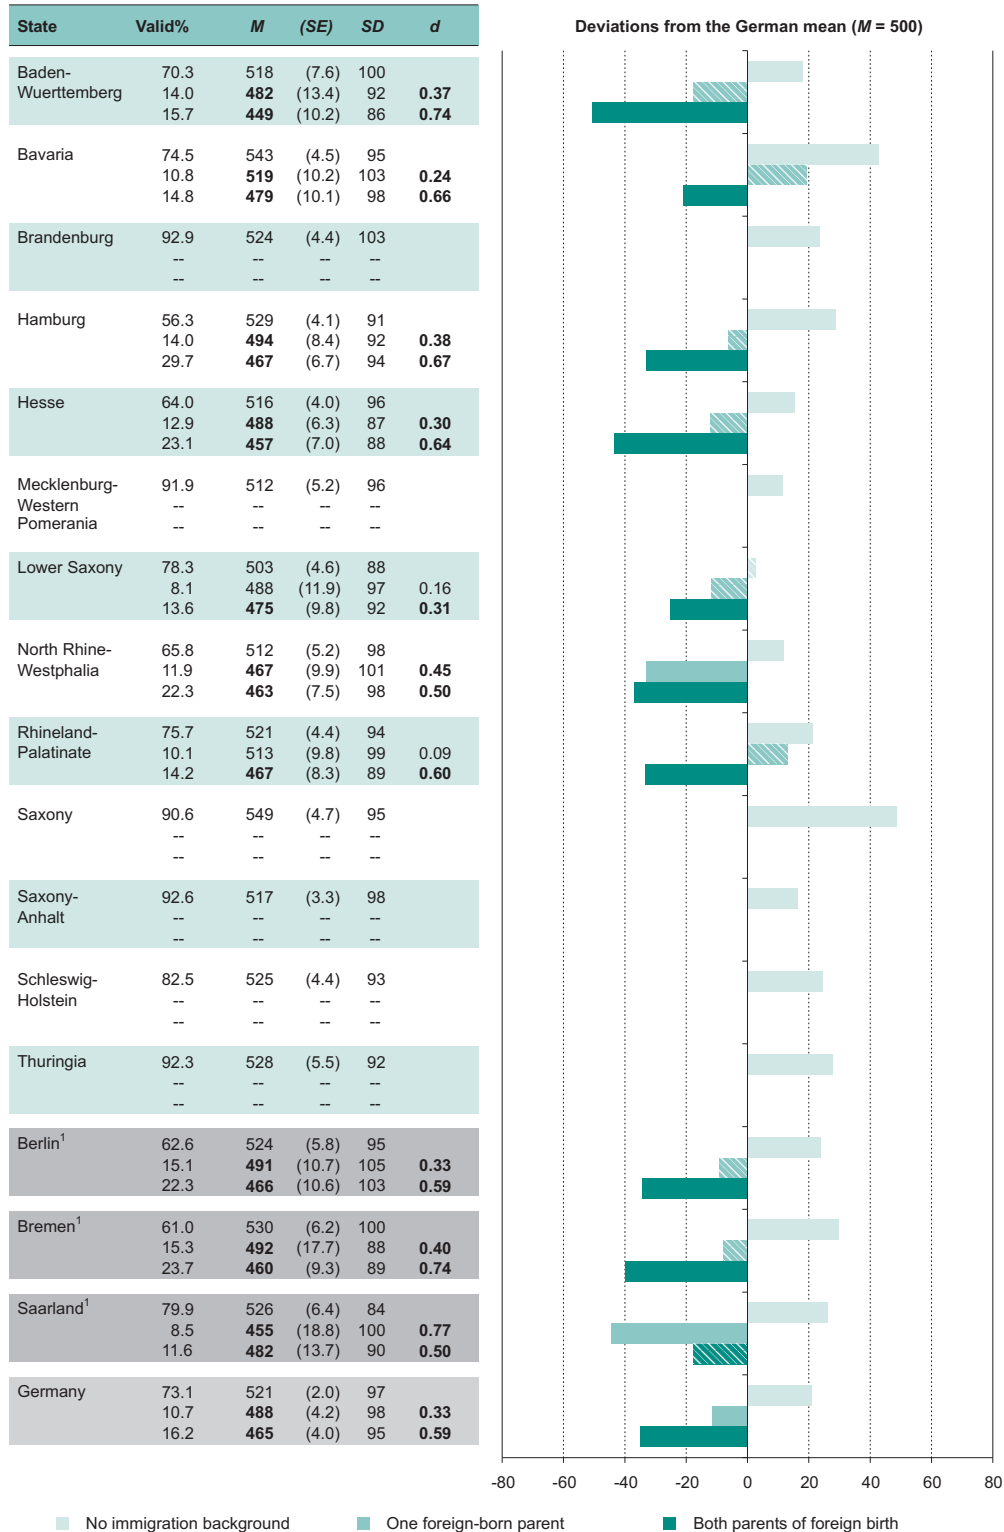 State Valid% M (SE) SD d
Deviations from the German mean (M = 500)
Baden- 70.3 518 (7.6) 100
Wuerttemberg 14.0 482 (13.4) 92 0.37
15.7 449 (10.2) 86 0.74
Bavaria 74.5 543 (4.5) 95
10.8 519 (10.2) 103 0.24
14.8 479 (10.1) 98 0.66
Brandenburg 92.9 524 (4.4) 103
-- -- -- --
-- -- -- --
Hamburg 56.3 529 (4.1) 91
14.0 494 (8.4) 92 0.38
29.7 467 (6.7) 94 0.67
Hesse 64.0 516 (4.0) 96
12.9 488 (6.3) 87 0.30
23.1 457 (7.0) 88 0.64
Mecklenburg- 91.9 512 (5.2) 96
Western -- -- -- --
Pomerania -- -- -- --
Lower Saxony 78.3 503 (4.6) 88
8.1 488 (11.9) 97 0.16
13.6 475 (9.8) 92 0.31
North Rhine- 65.8 512 (5.2) 98
Westphalia 11.9 467 (9.9) 101 0.45
22.3 463 (7.5) 98 0.50
Rhineland- 75.7 521 (4.4) 94
Palatinate 10.1 513 (9.8) 99 0.09
14.2 467 (8.3) 89 0.60
Saxony 90.6 549 (4.7) 95
-- -- -- --
-- -- -- --
Saxony- 92.6 517 (3.3) 98
Anhalt -- -- -- --
-- -- -- --
Schleswig- 82.5 525 (4.4) 93
Holstein -- -- -- --
-- -- -- --
Thuringia 92.3 528 (5.5) 92
-- -- -- --
-- -- -- --
Berlin1 62.6 524 (5.8) 95
15.1 491 (10.7) 105 0.33
22.3 466 (10.6) 103 0.59
Bremen1 61.0 530 (6.2) 100
15.3 492 (17.7) 88 0.40
23.7 460 (9.3) 89 0.74
Saarland1 79.9 526 (6.4) 84
8.5 455 (18.8) 100 0.77
11.6 482 (13.7) 90 0.50
Germany 73.1 521 (2.0) 97
10.7 488 (4.2) 98 0.33
16.2 465 (4.0) 95 0.59
-80 -60 -40 -20 0 20 40 60 80
No immigration background One foreign-born parent Both parents of foreign birth